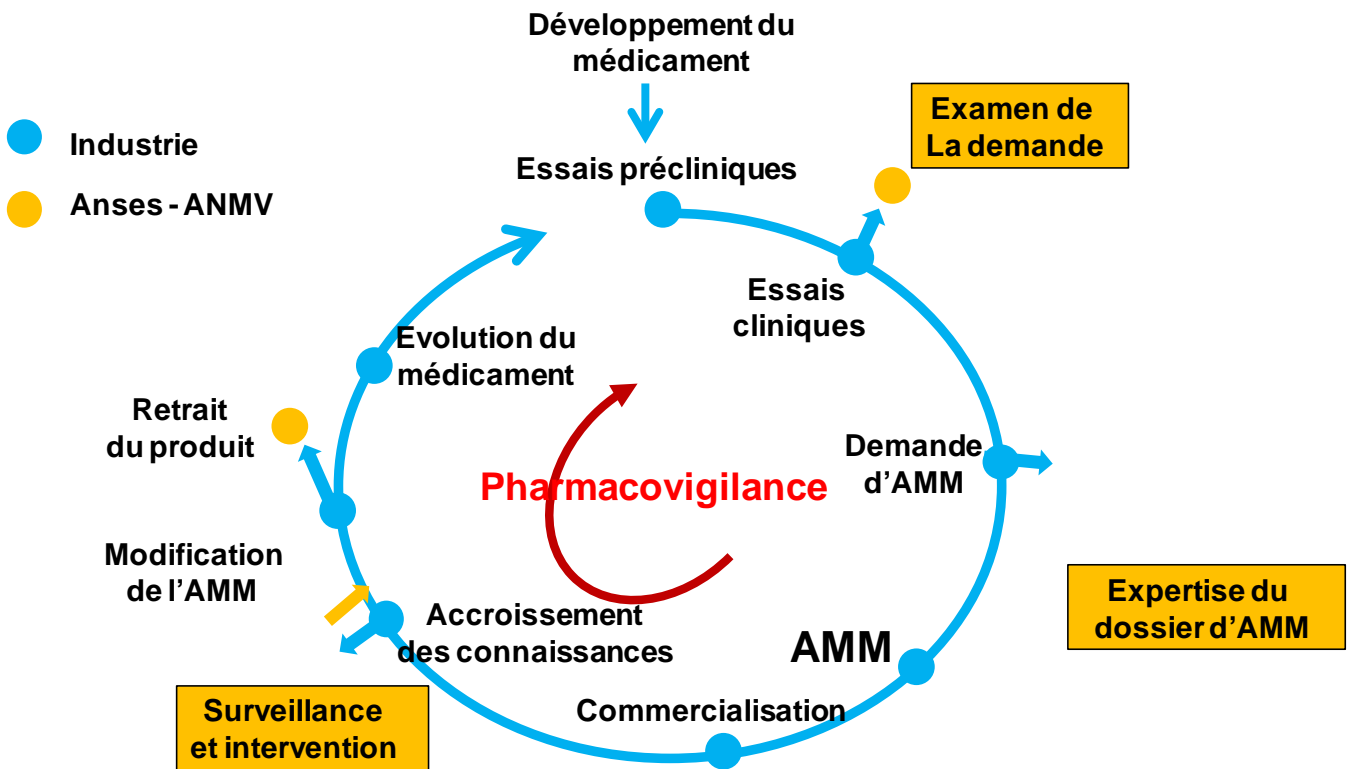 Développement du
médicament
Industrie
Anses - ANMV
Examen de
La demande
Essais précliniques
Essais
cliniques
Evolution du
médicament
Retrait
du produit
Demande
d'AMM
Pharmacovigilance
Modification
de l'AMM
Expertise du
dossier d'AMM
Accroissement
des connaissances
AMM
Commercialisation
Surveillance
et intervention